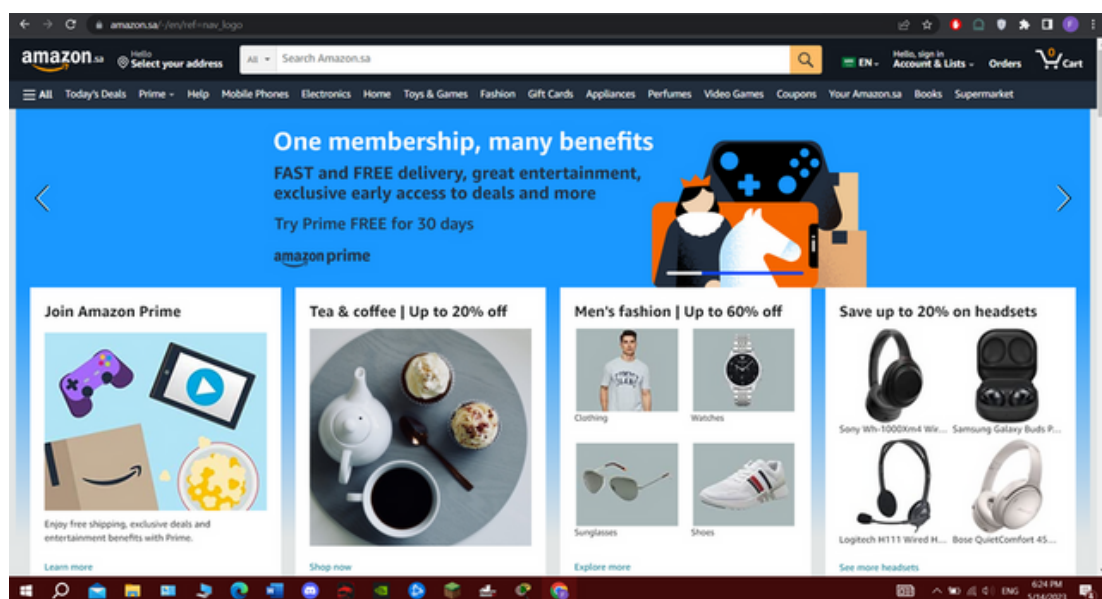 amazon.sa/-/en/ref=nav_logo
amazon.sa
Hello
Select your address
All
Search Amazon.sa
EN
Hello, sign in
Account & Lists
Orders
0
Cart
All Today's Deals Prime Help Mobile Phones Electronics Home Toys & Games Fashion Gift Cards Appliances Perfumes Video Games Coupons Your Amazon.sa Books Supermarket
One membership, many benefits
FAST and FREE delivery, great entertainment,
exclusive early access to deals and more
Try Prime FREE for 30 days
amazon prime
Join Amazon Prime
Enjoy free shipping, exclusive deals and
entertainment benefits with Prime.
Learn more
Tea & coffee | Up to 20% off
Shop now
Men's fashion | Up to 60% off
Clothing
Watches
Sunglasses
Shoes
Explore more
Save up to 20% on headsets
Sony Wh-1000Xm4 Wir...
Samsung Galaxy Buds P...
Logitech H111 Wired H...
Bose QuietComfort 45...
See more headsets
ENG
6:24 PM
5/14/2023